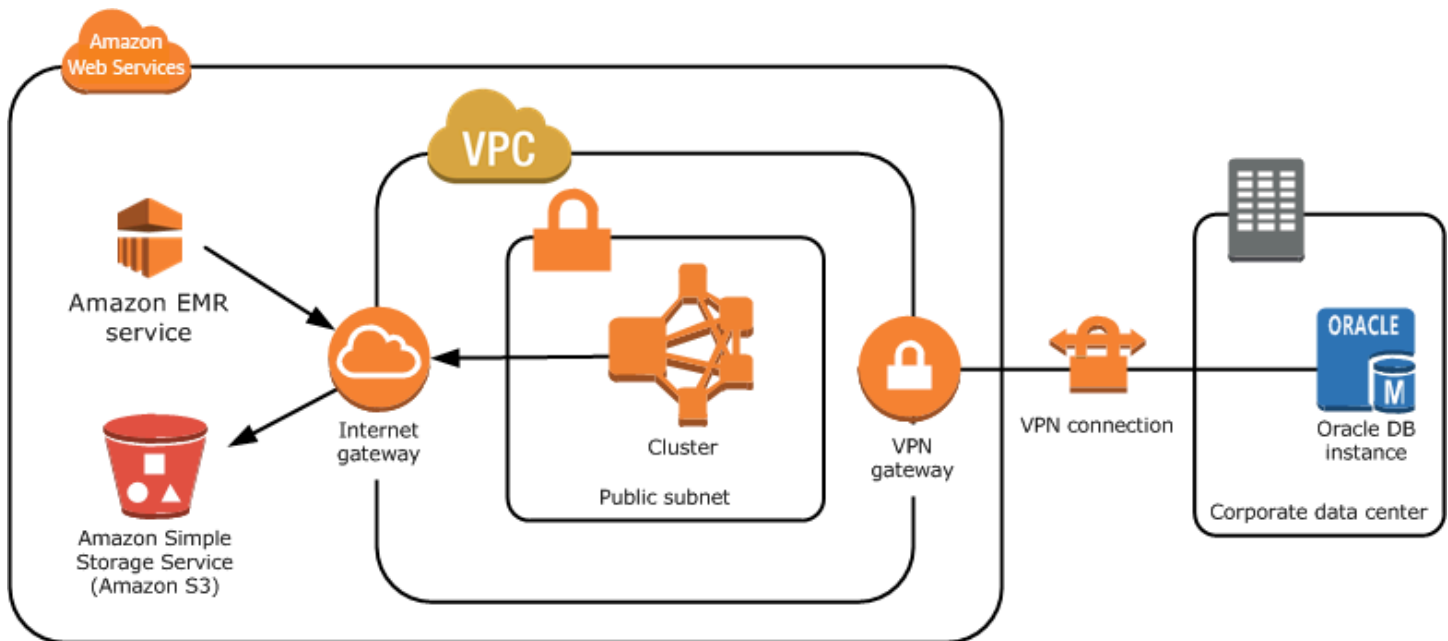 Amazon
Web Services
VPC
Amazon EMR
service
Internet
gateway
Amazon Simple
Storage Service
(Amazon S3)
Cluster
Public subnet
VPN
gateway
VPN connection
ORACLE
M
Oracle DB
instance
Corporate data center